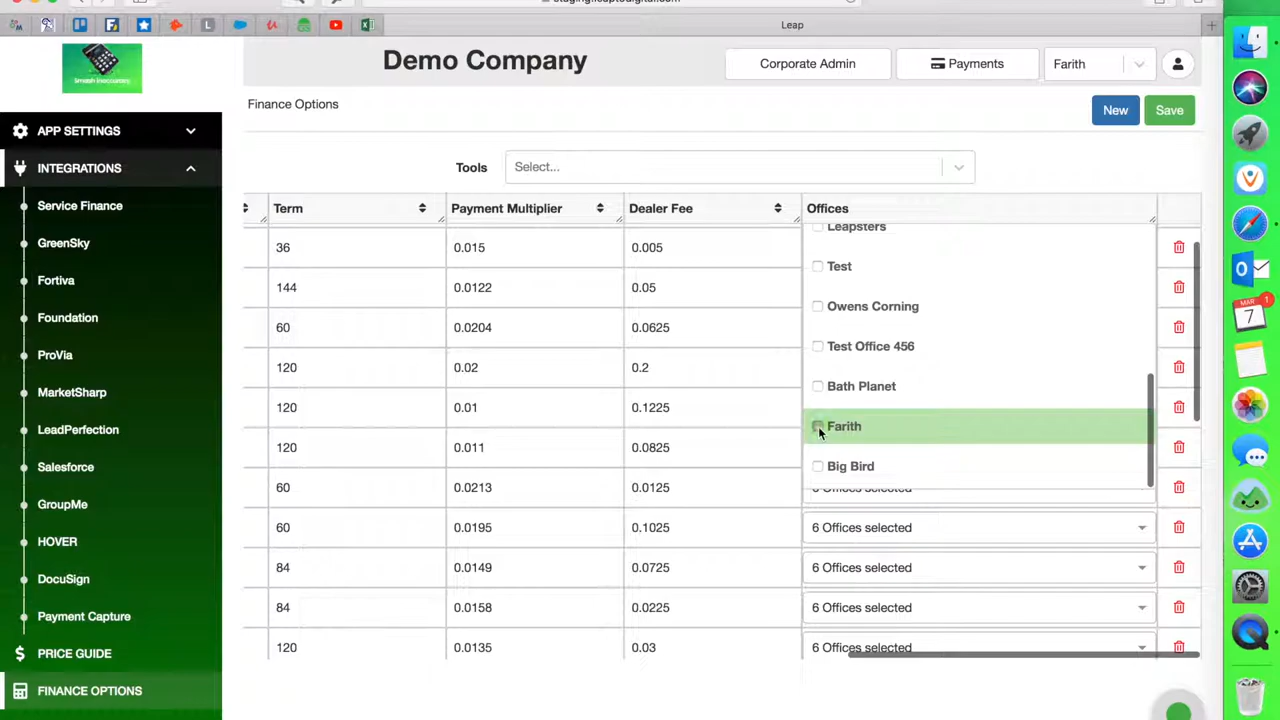 Leap
Demo Company
Corporate Admin
Payments
Farith
Finance Options
New
Save
APP SETTINGS
INTEGRATIONS
Service Finance
GreenSky
Fortiva
Foundation
ProVia
MarketSharp
LeadPerfection
Salesforce
GroupMe
HOVER
DocuSign
Payment Capture
PRICE GUIDE
FINANCE OPTIONS
Tools
Select...
Term Payment Multiplier Dealer Fee Offices
36 0.015 0.005
144 0.0122 0.05
60 0.0204 0.0625
120 0.02 0.2
120 0.01 0.1225
120 0.011 0.0825
60 0.0213 0.0125
60 0.0195 0.1025 6 Offices selected
84 0.0149 0.0725 6 Offices selected
84 0.0158 0.0225 6 Offices selected
120 0.0135 0.03 6 Offices selected
Leapsters
Test
Owens Corning
Test Office 456
Bath Planet
Farith
Big Bird
MAR
7
1